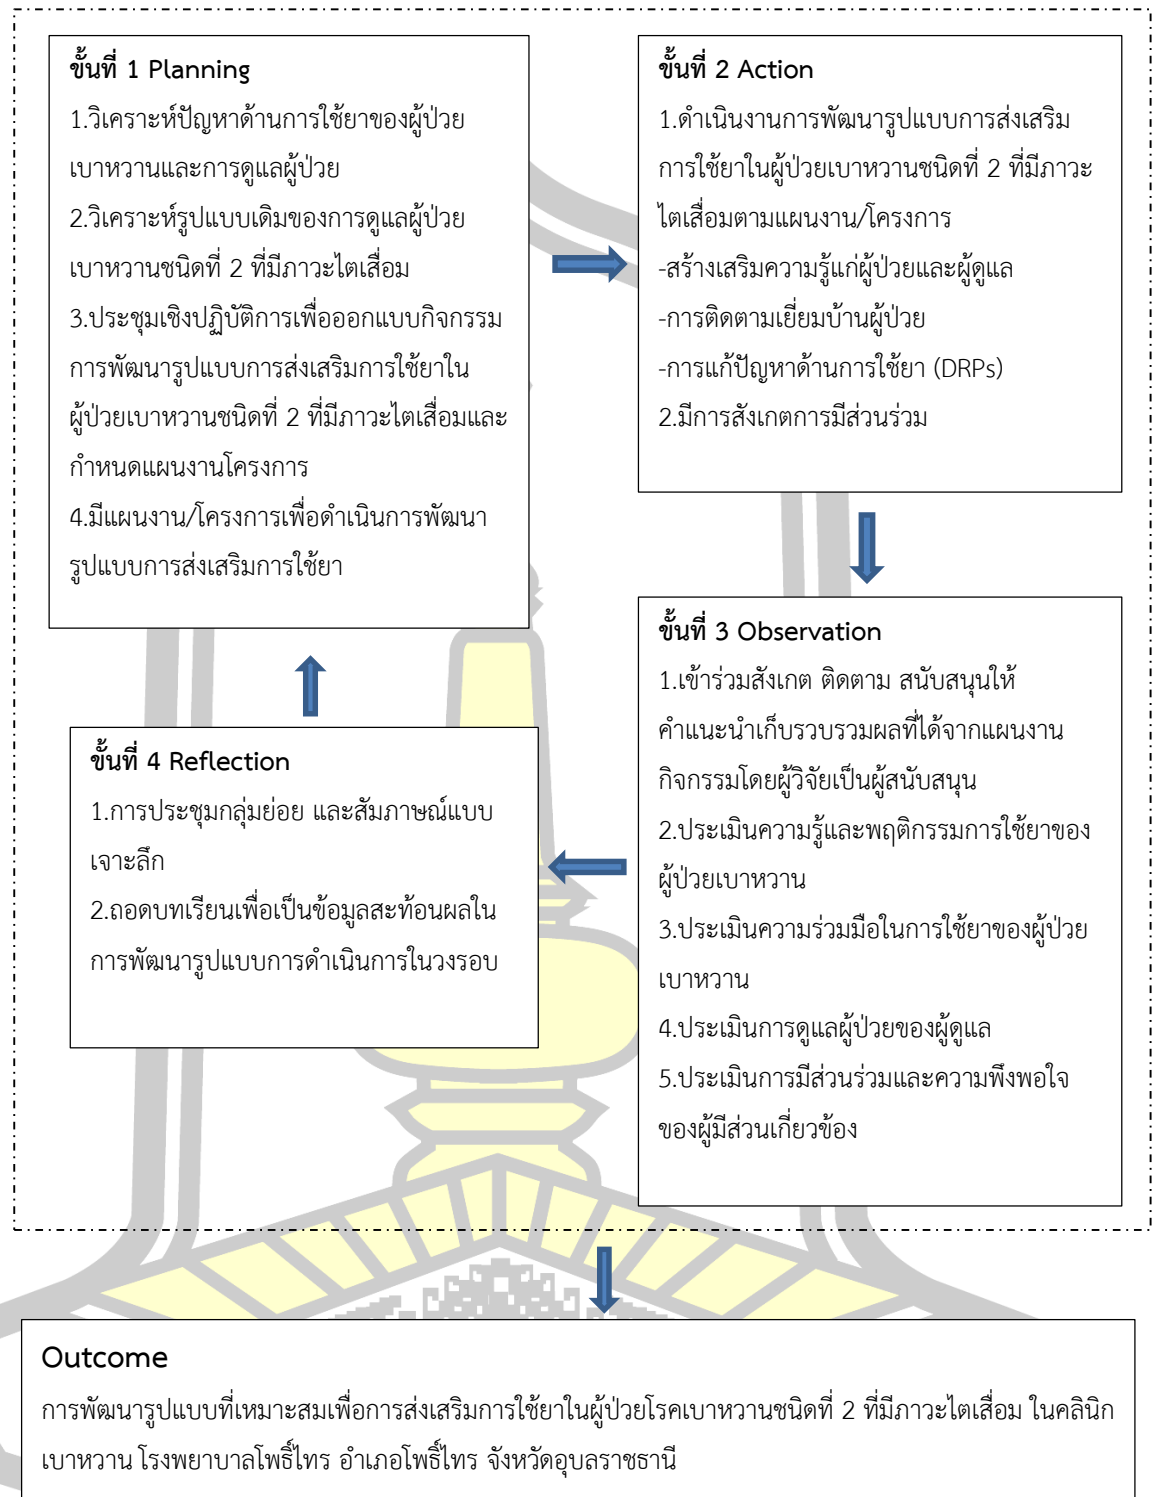 ขั้นที่ 1 Planning
1.วิเคราะห์ปัญหาด้านการใช้ยาของผู้ป่วย
เบาหวานและการดูแลผู้ป่วย
2.วิเคราะห์รูปแบบเดิมของการดูแลผู้ป่วย
เบาหวานชนิดที่ 2 ที่มีภาวะไตเสื่อม
3.ประชุมเชิงปฏิบัติการเพื่อออกแบบกิจกรรม
การพัฒนารูปแบบการส่งเสริมการใช้ยาใน
ผู้ป่วยเบาหวานชนิดที่ 2 ที่มีภาวะไตเสื่อมและ
กำหนดแผนงานโครงการ
4.มีแผนงาน/โครงการเพื่อดำเนินการพัฒนา
รูปแบบการส่งเสริมการใช้ยา
ขั้นที่ 2 Action
1.ดำเนินงานการพัฒนารูปแบบการส่งเสริม
การใช้ยาในผู้ป่วยเบาหวานชนิดที่ 2 ที่มีภาวะ
ไตเสื่อมตามแผนงาน/โครงการ
-สร้างเสริมความรู้แก่ผู้ป่วยและผู้ดูแล
-การติดตามเยี่ยมบ้านผู้ป่วย
-การแก้ปัญหาด้านการใช้ยา (DRPs)
2.มีการสังเกตการมีส่วนร่วม
ขั้นที่ 3 Observation
1.เข้าร่วมสังเกต ติดตาม สนับสนุนให้
คำแนะนำเก็บรวบรวมผลที่ได้จากแผนงาน
กิจกรรมโดยผู้วิจัยเป็นผู้สนับสนุน
2.ประเมินความรู้และพฤติกรรมการใช้ยาของ
ผู้ป่วยเบาหวาน
3.ประเมินความร่วมมือในการใช้ยาของผู้ป่วย
เบาหวาน
4.ประเมินการดูแลผู้ป่วยของผู้ดูแล
5.ประเมินการมีส่วนร่วมและความพึงพอใจ
ของผู้มีส่วนเกี่ยวข้อง
ขั้นที่ 4 Reflection
1.การประชุมกลุ่มย่อย และสัมภาษณ์แบบ
เจาะลึก
2.ถอดบทเรียนเพื่อเป็นข้อมูลสะท้อนผลใน
การพัฒนารูปแบบการดำเนินการในวงรอบ
Outcome
การพัฒนารูปแบบที่เหมาะสมเพื่อการส่งเสริมการใช้ยาในผู้ป่วยโรคเบาหวานชนิดที่ 2 ที่มีภาวะไตเสื่อม ในคลินิก
เบาหวาน โรงพยาบาลโพธิ์ไทร อำเภอโพธิ์ไทร จังหวัดอุบลราชธานี